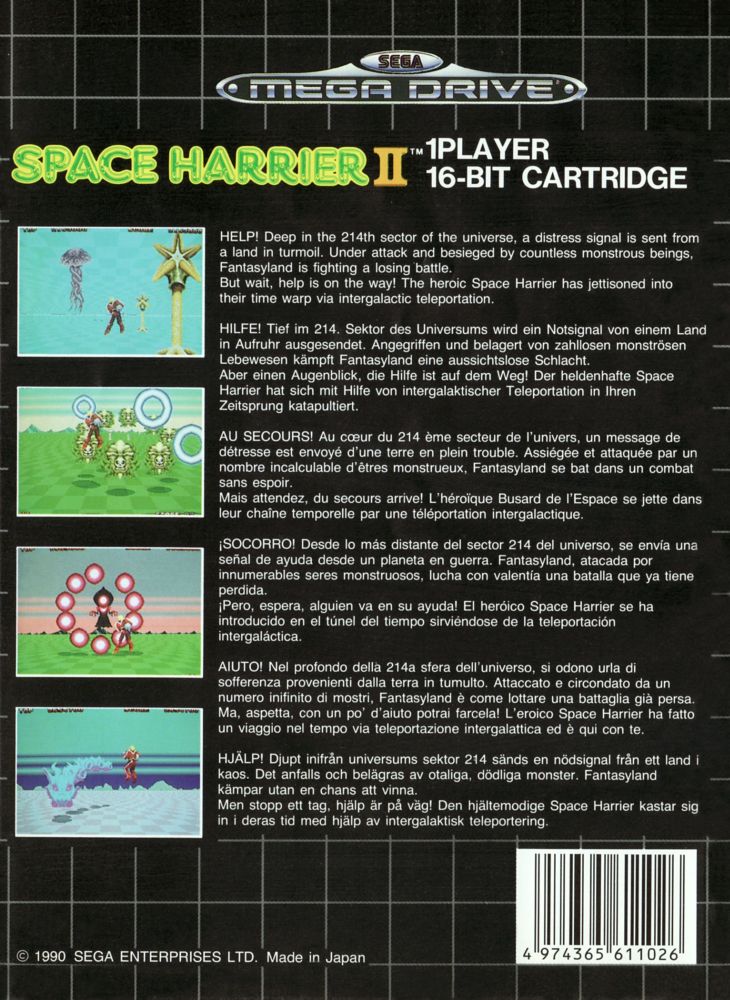 SEGA
MEGA DRIVE
SPACE HARRIER II™
1PLAYER
16-BIT CARTRIDGE
HELP! Deep in the 214th sector of the universe, a distress signal is sent from
a land in turmoil. Under attack and besieged by countless monstrous beings,
Fantasyland is fighting a losing battle.
But wait, help is on the way! The heroic Space Harrier has jettisoned into
their time warp via intergalactic teleportation.
HILFE! Tief im 214. Sektor des Universums wird ein Notsignal von einem Land
in Aufruhr ausgesendet. Angegriffen und belagert von zahllosen monströsen
Lebewesen kämpft Fantasyland eine aussichtslose Schlacht.
Aber einen Augenblick, die Hilfe ist auf dem Weg! Der heldenhafte Space
Harrier hat sich mit Hilfe von intergalaktischer Teleportation in Ihren
Zeitsprung katapultiert.
AU SECOURS! Au cœur du 214 ème secteur de l'univers, un message de
détresse est envoyé d'une terre en plein trouble. Assiégée et attaquée par un
nombre incalculable d'êtres monstrueux, Fantasyland se bat dans un combat
sans espoir.
Mais attendez, du secours arrive! L'héroïque Busard de l'Espace se jette dans
leur chaîne temporelle par une téléportation intergalactique.
¡SOCORRO! Desde lo más distante del sector 214 del universo, se envía una
señal de ayuda desde un planeta en guerra. Fantasyland, atacada por
innumerables seres monstruosos, lucha con valentía una batalla que ya tiene
perdida.
¡Pero, espera, alguien va en su ayuda! El heróico Space Harrier se ha
introducido en el túnel del tiempo sirviéndose de la teleportación
intergaláctica.
AIUTO! Nel profondo dellà 214a sfera dell'universo, si odono urla di
sofferenza provenienti dalla terra in tumulto. Attaccato e circondato da un
numero inifinito di mostri, Fantasyland è come lottare una battaglia già persa.
Ma, aspetta, con un po' d'aiuto potrai farcela! L'eroico Space Harrier ha fatto
un viaggio nel tempo via teleportazione intergalattica ed è qui con te.
HJÄLP! Djupt inifrån universums sektor 214 sänds en nödsignal från ett land i
kaos. Det anfalls och belägras av otaliga, dödliga monster. Fantasyland
kämpar utan en chans att vinna.
Men stopp ett tag, hjälp är på väg! Den hjältemodige Space Harrier kastar sig
in i deras tid med hjälp av intergalaktisk teleportering.
4 974365 611026
© 1990 SEGA ENTERPRISES LTD. Made in Japan